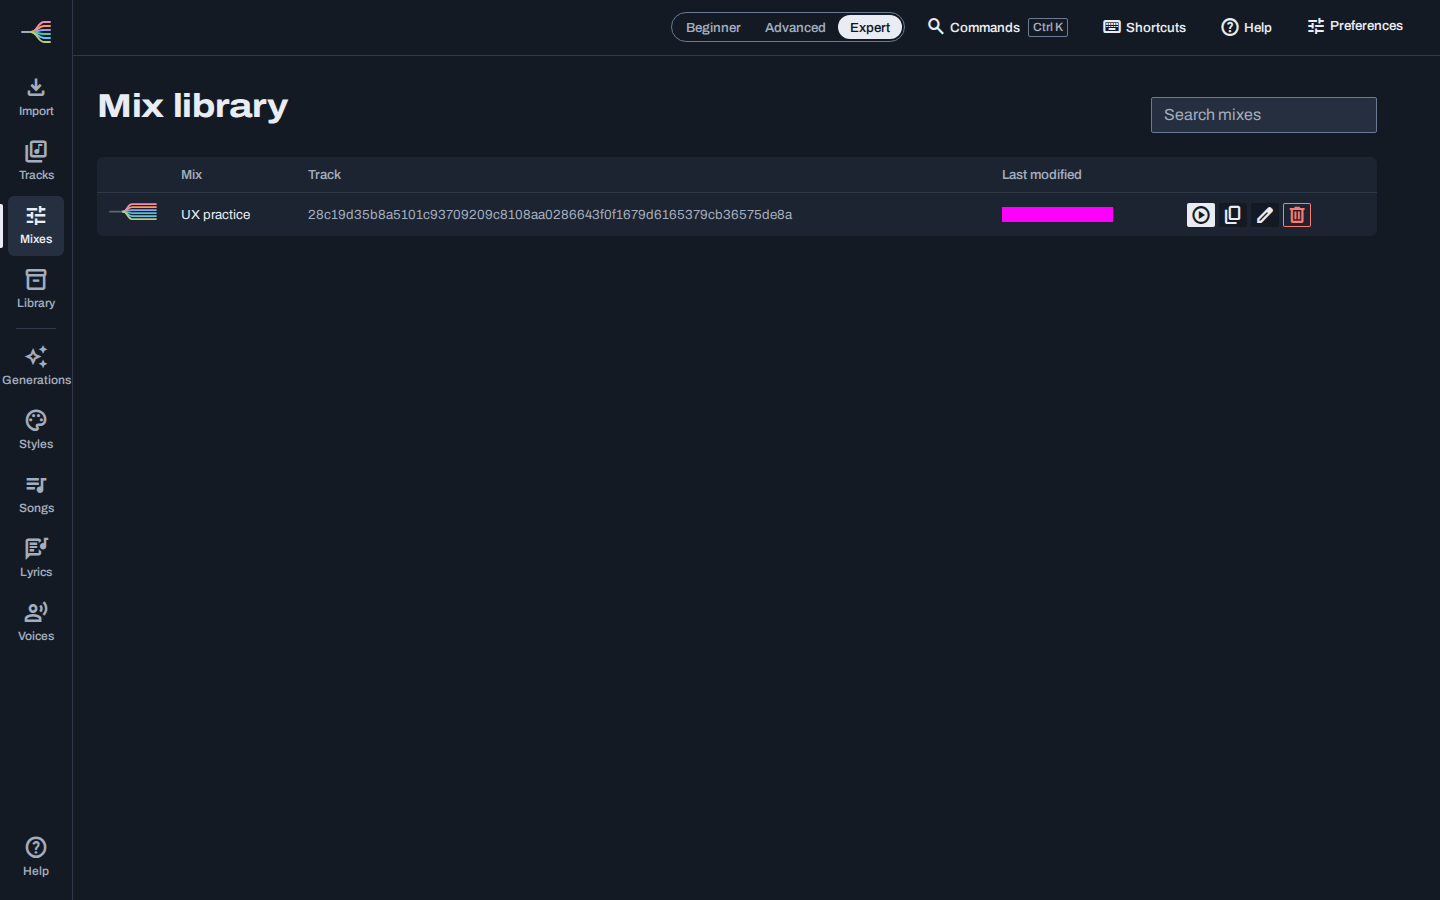 Beginner Advanced Expert Commands Ctrl K Shortcuts Help Preferences
Import
Tracks
Mixes
Library
Generations
Styles
Songs
Lyrics
Voices
Help
Mix library
Search mixes
Mix Track Last modified
UX practice 28c19d35b8a5101c93709209c8108aa0286643f0f1679d6165379cb36575de8a